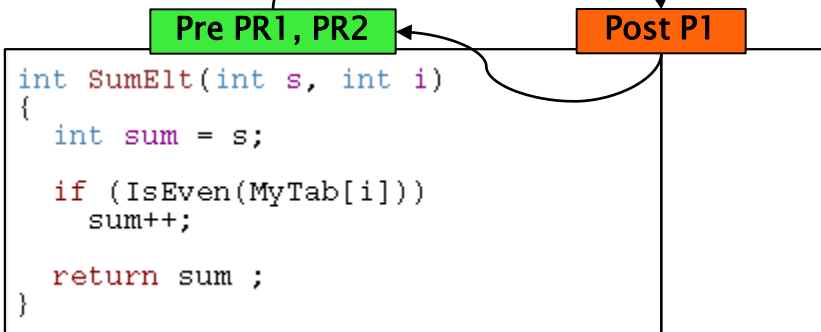 Pre PR1, PR2
Post P1
int SumElt(int s, int i)
{
int sum = s;
if (IsEven(MyTab[i]))
sum++;
return sum ;
}